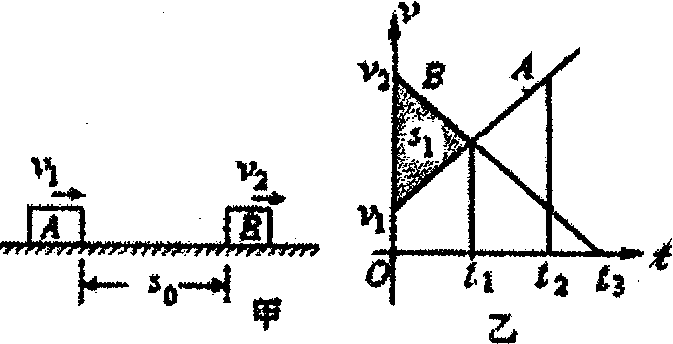 v₁
v₂
A
B
s₀
甲
v
v₂
B
A
s₁
v₁
O
t₁
t₂
t₃
t
乙